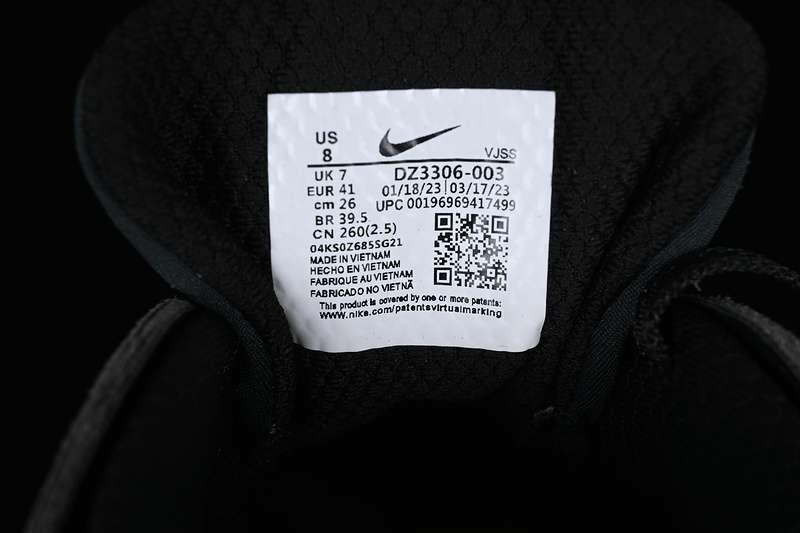 US
8
VJSS
UK 7
DZ3306-003
EUR 41
01/18/23 | 03/17/23
cm 26
UPC 00196969417499
BR 39.5
CN 260(2.5)
04KS0Z685SG21
MADE IN VIETNAM
HECHO EN VIETNAM
FABRIQUE AU VIETNAM
FABRICADO NO VIETNÃ
This product is covered by one or more patents:
www.nike.com/patentsvirtualmarking